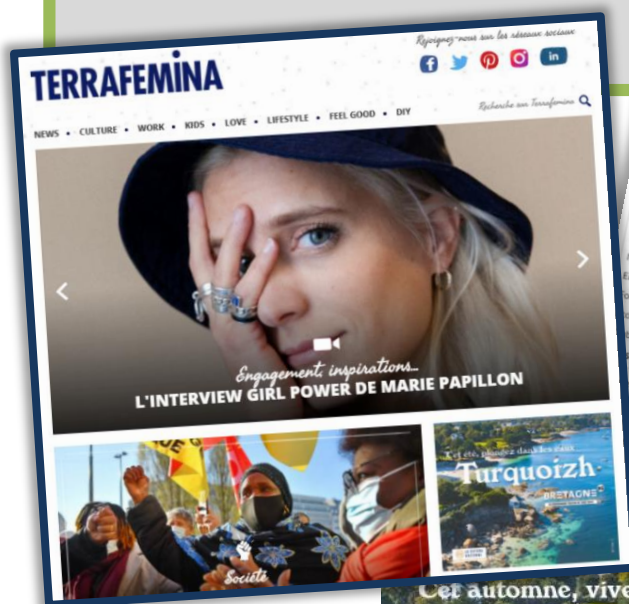 Rejoignez-nous sur les réseaux sociaux
TERRAFEMINA
Recherche sur Terrafemina
NEWS • CULTURE • WORK • KIDS • LOVE • LIFESTYLE • FEEL GOOD • DIY
Engagement, inspirations...
L'INTERVIEW GIRL POWER DE MARIE PAPILLON
Cet été, plongez dans les eaux
Turquoizh
BRETAGNE
Société
Cet automne, vive